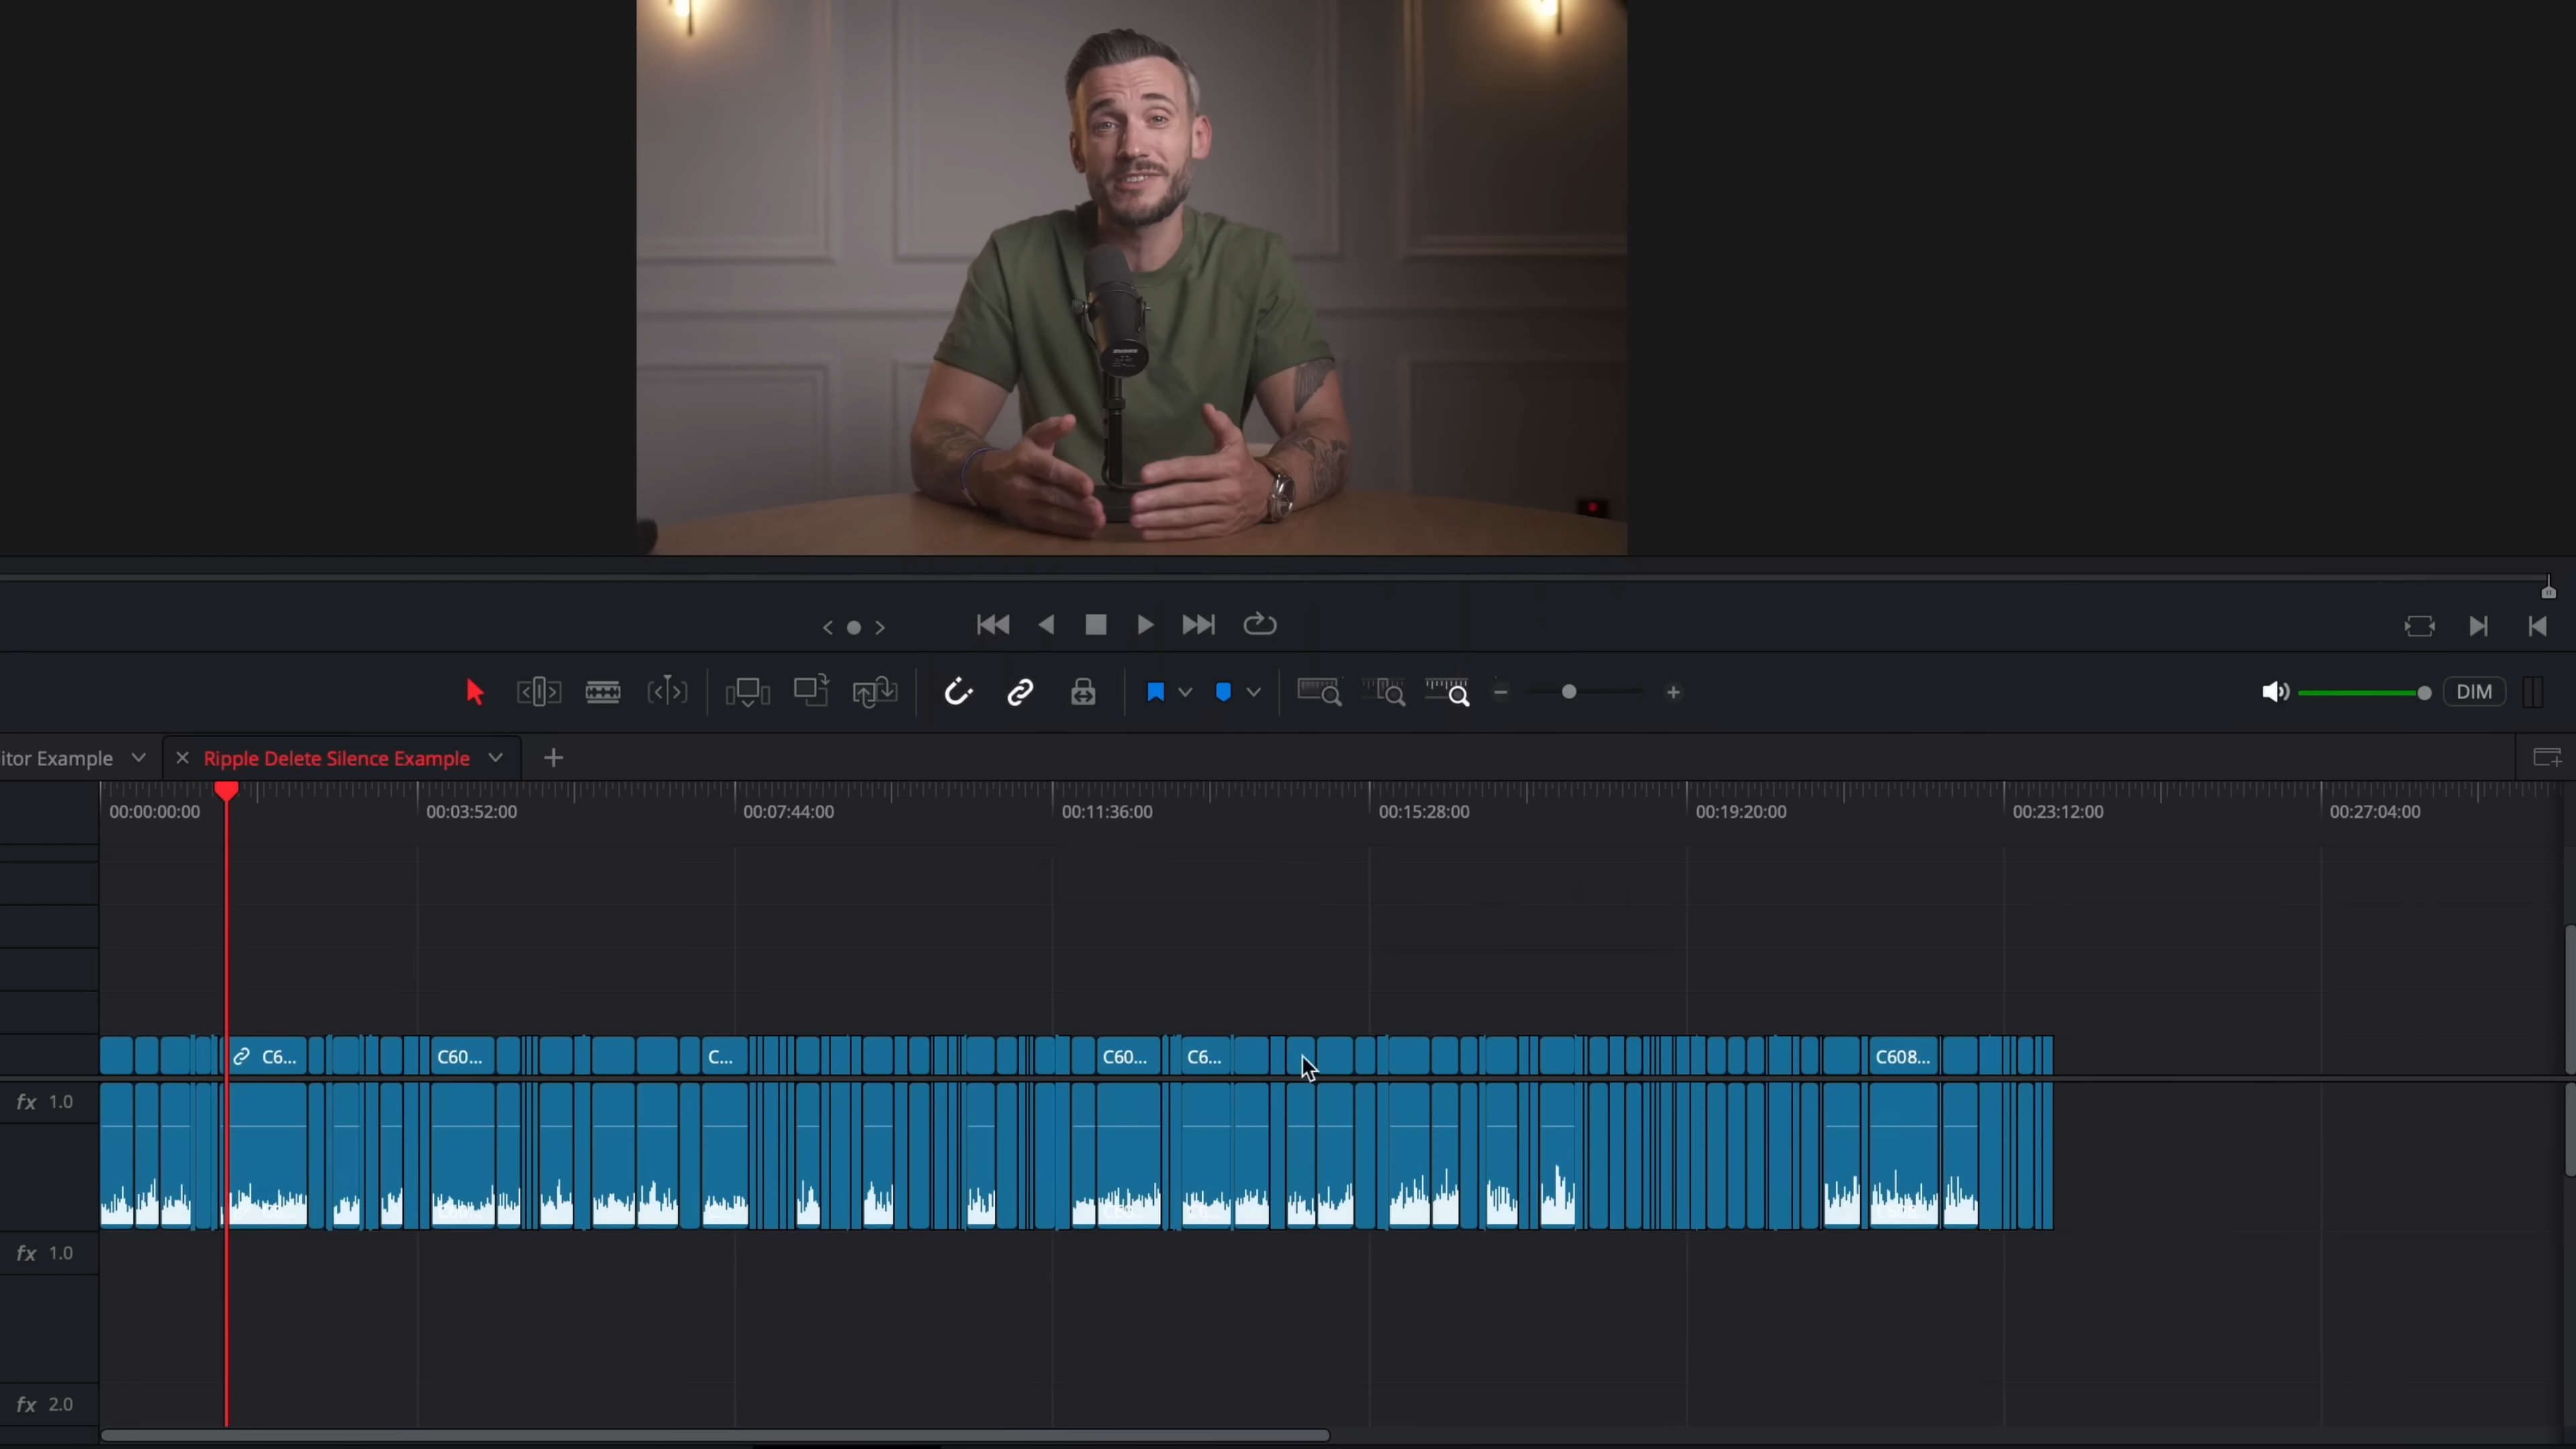 DIM
itor Example
Ripple Delete Silence Example
00:00:00:00
00:03:52:00
00:07:44:00
00:11:36:00
00:15:28:00
00:19:20:00
00:23:12:00
00:27:04:00
C6...
C60...
C...
C60...
C6...
C608...
fx 1.0
fx 1.0
fx 2.0